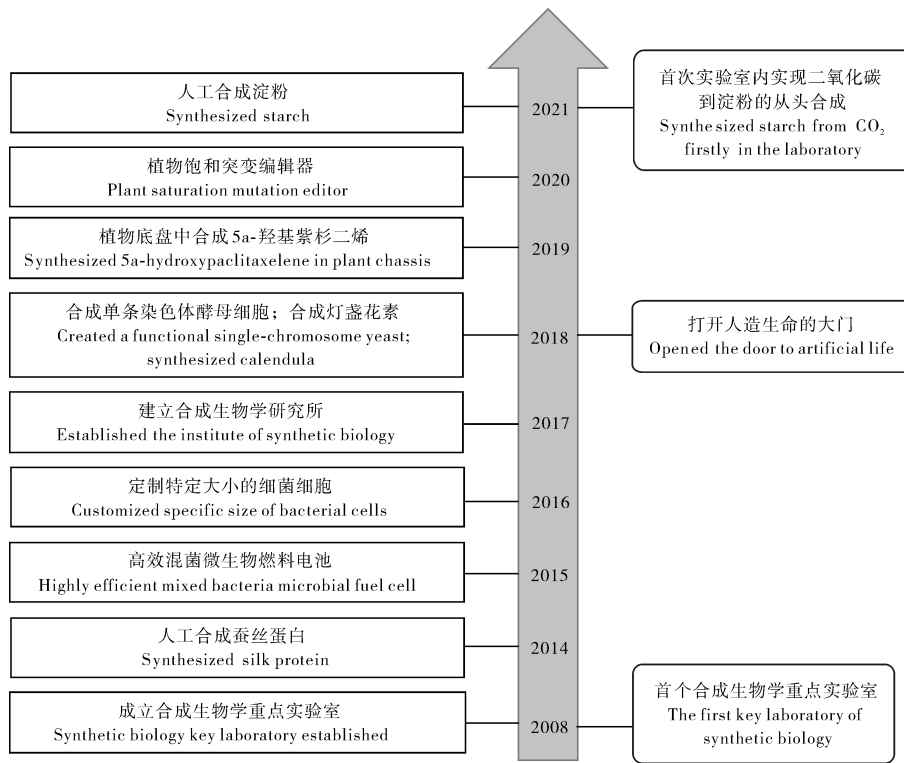 人工合成淀粉
Synthesized starch
2021
首次实验室内实现二氧化碳
到淀粉的从头合成
Synthesized starch from CO₂
firstly in the laboratory
植物饱和突变编辑器
Plant saturation mutation editor
2020
植物底盘中合成5a-羟基紫杉二烯
Synthesized 5a-hydroxypaclitaxelene in plant chassis
2019
合成单条染色体酵母细胞；合成灯盏花素
Created a functional single-chromosome yeast;
synthesized calendula
2018
打开人造生命的大门
Opened the door to artificial life
建立合成生物学研究所
Established the institute of synthetic biology
2017
定制特定大小的细菌细胞
Customized specific size of bacterial cells
2016
高效混菌微生物燃料电池
Highly efficient mixed bacteria microbial fuel cell
2015
人工合成蚕丝蛋白
Synthesized silk protein
2014
成立合成生物学重点实验室
Synthetic biology key laboratory established
2008
首个合成生物学重点实验室
The first key laboratory of
synthetic biology